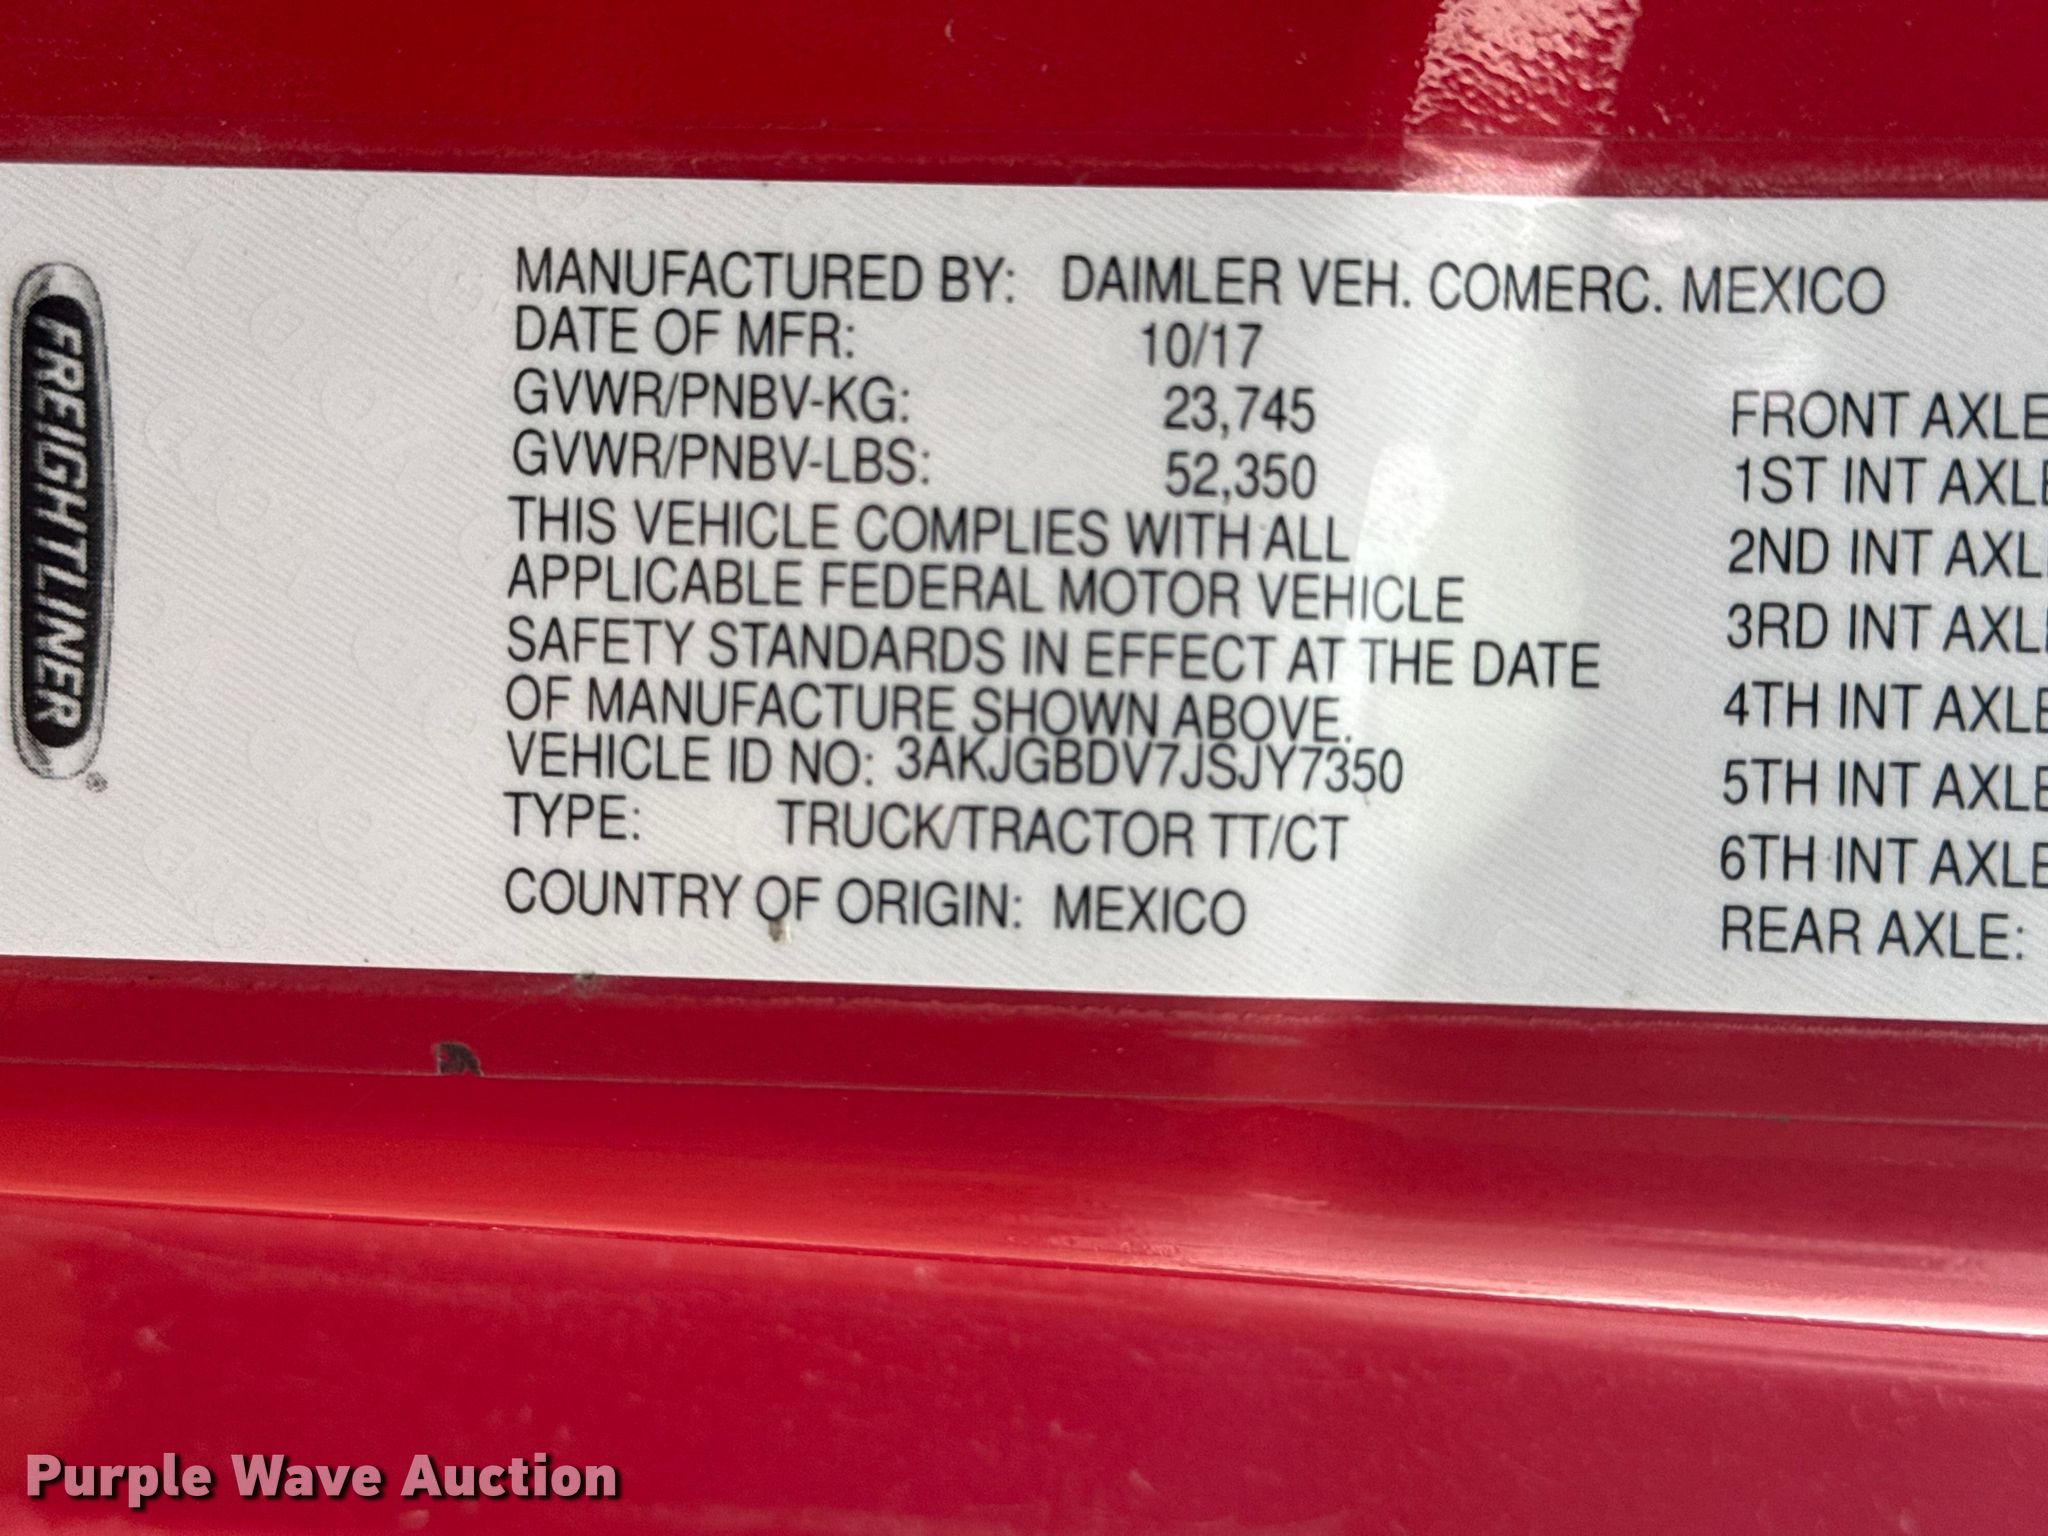 FREIGHTLINER
MANUFACTURED BY: DAIMLER VEH. COMERC. MEXICO
DATE OF MFR: 10/17
GVWR/PNBV-KG: 23,745
GVWR/PNBV-LBS: 52,350
THIS VEHICLE COMPLIES WITH ALL
APPLICABLE FEDERAL MOTOR VEHICLE
SAFETY STANDARDS IN EFFECT AT THE DATE
OF MANUFACTURE SHOWN ABOVE.
VEHICLE ID NO: 3AKJGBDV7JSJY7350
TYPE: TRUCK/TRACTOR TT/CT
COUNTRY OF ORIGIN: MEXICO
FRONT AXLE
1ST INT AXLE
2ND INT AXLE
3RD INT AXLE
4TH INT AXLE
5TH INT AXLE
6TH INT AXLE
REAR AXLE:
Purple Wave Auction